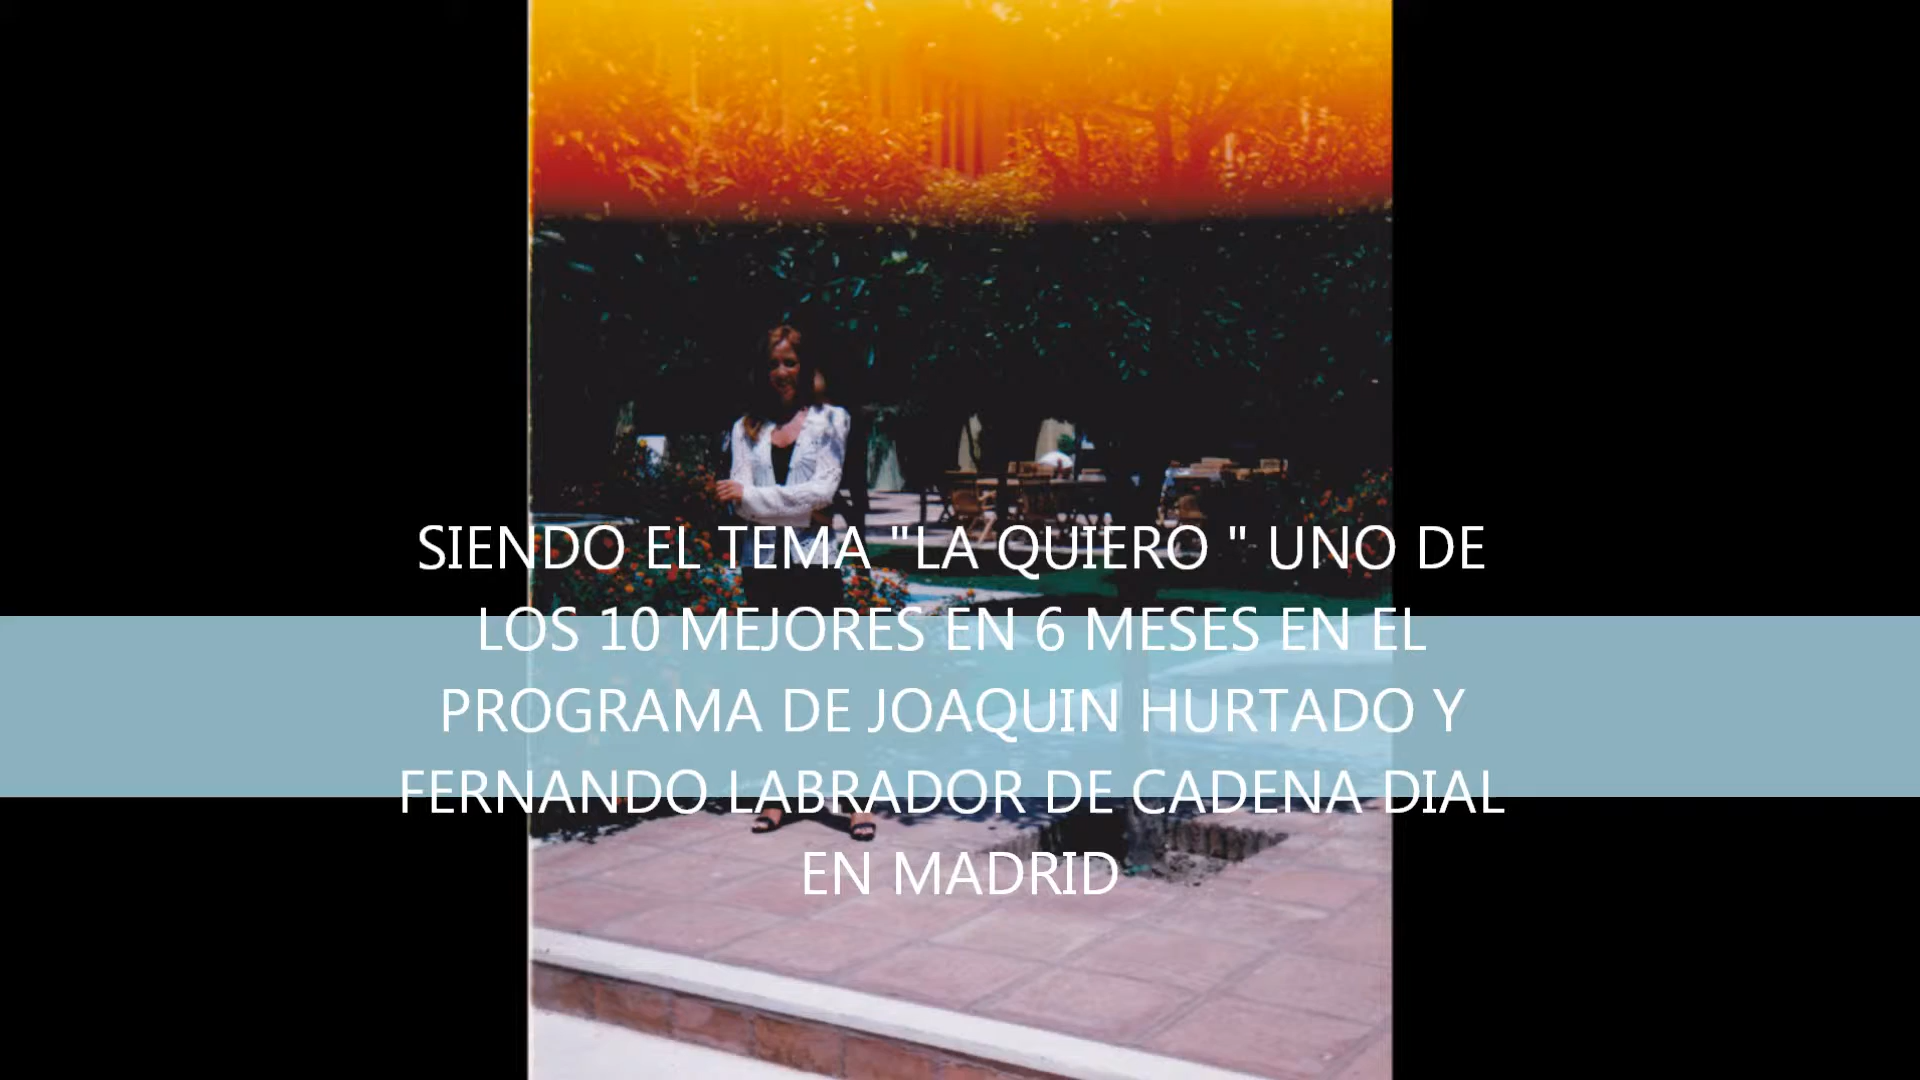 SIENDO EL TEMA "LA QUIERO " UNO DE
LOS 10 MEJORES EN 6 MESES EN EL
PROGRAMA DE JOAQUIN HURTADO Y
FERNANDO LABRADOR DE CADENA DIAL
EN MADRID